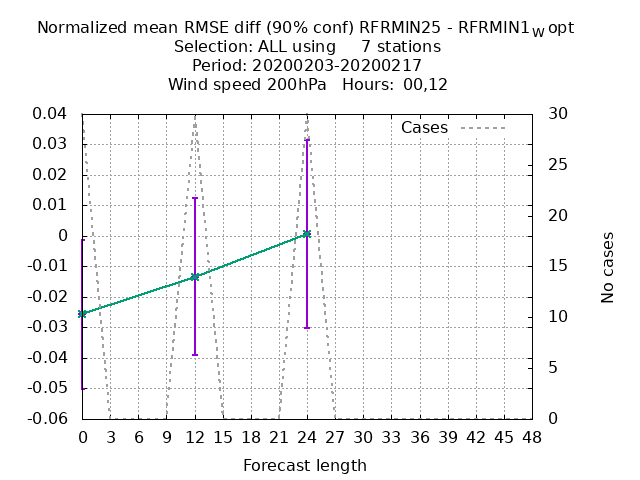 Normalized mean RMSE diff (90% conf) RFRMIN25 - RFRMIN1W opt
Selection: ALL using 7 stations
Period: 20200203-20200217
Wind speed 200hPa Hours: 00,12
Cases
0.04
0.03
0.02
0.01
0
-0.01
-0.02
-0.03
-0.04
-0.05
-0.06
30
25
20
15
10
5
0
No cases
0 3 6 9 12 15 18 21 24 27 30 33 36 39 42 45 48
Forecast length